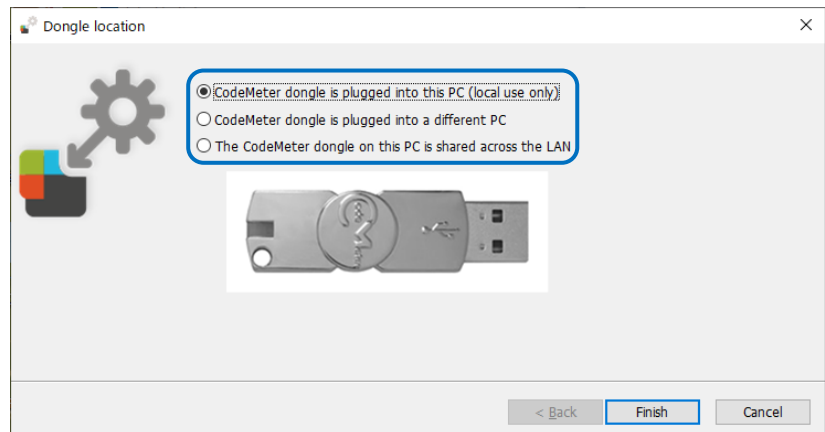 Dongle location
CodeMeter dongle is plugged into this PC (local use only)
CodeMeter dongle is plugged into a different PC
The CodeMeter dongle on this PC is shared across the LAN
< Back
Finish
Cancel